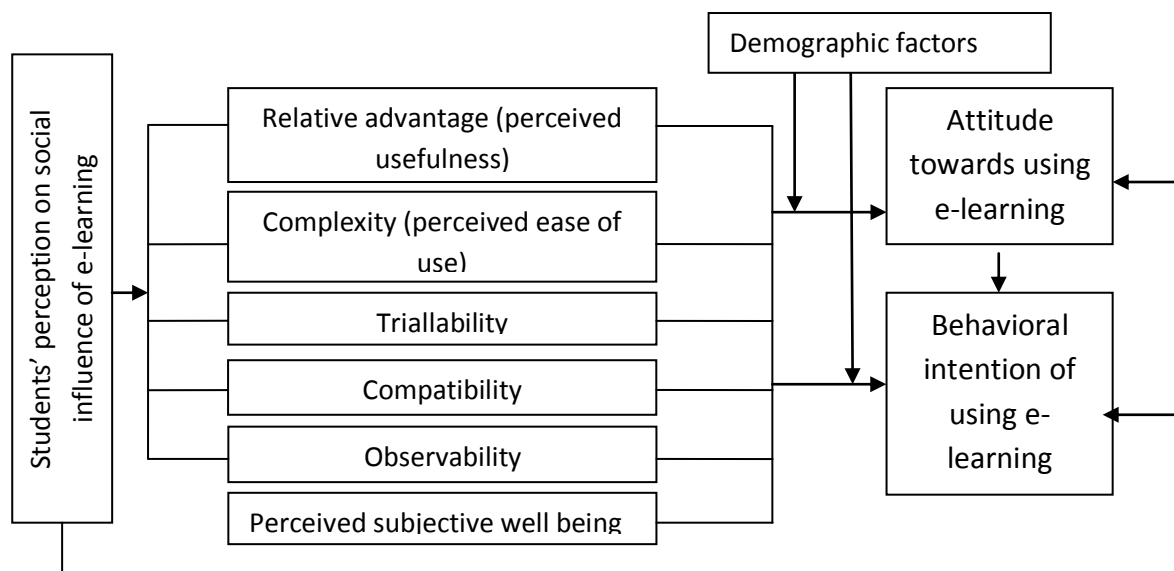 Students' perception on social
influence of e-learning
Demographic factors
Relative advantage (perceived
usefulness)
Complexity (perceived ease of
use)
Triallability
Compatibility
Observability
Perceived subjective well being
Attitude
towards using
e-learning
Behavioral
intention of
using e-
learning